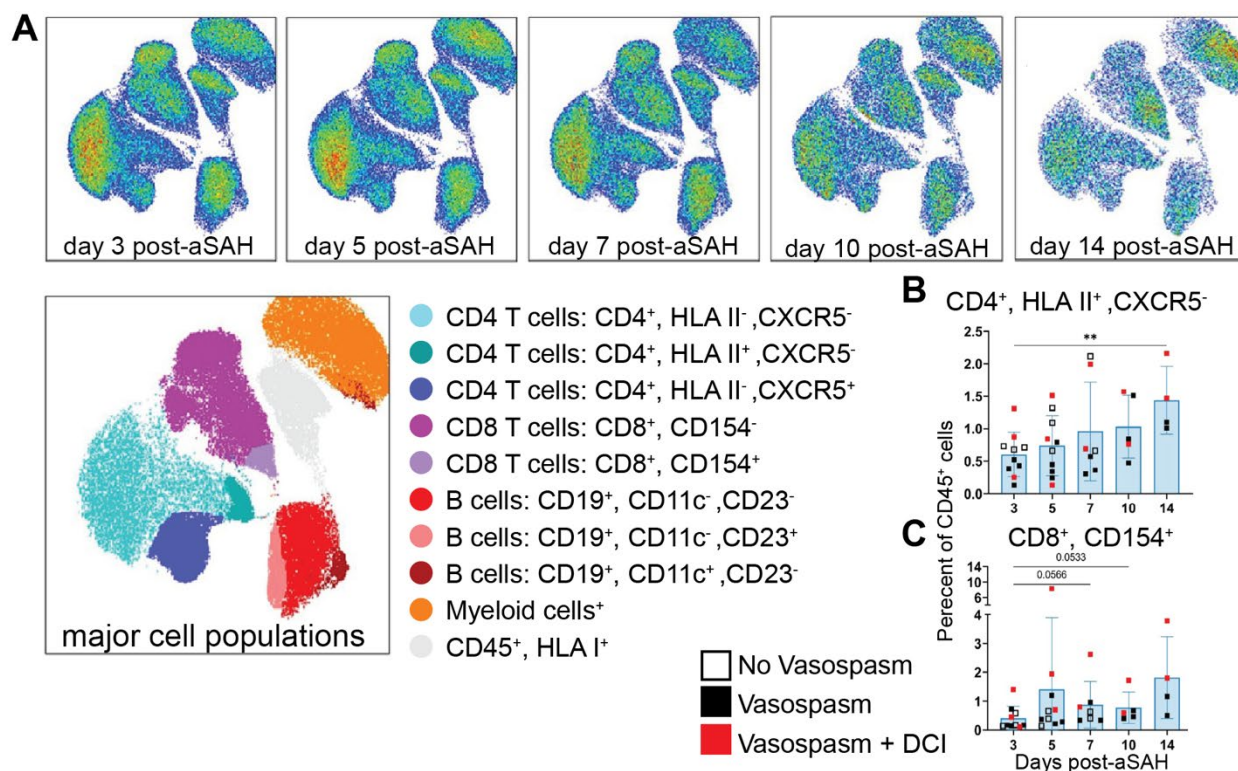 A
day 3 post-aSAH
day 5 post-aSAH
day 7 post-aSAH
day 10 post-aSAH
day 14 post-aSAH
CD4 T cells: CD4⁺, HLA II⁻ ,CXCR5⁻
CD4 T cells: CD4⁺, HLA II⁺ ,CXCR5⁻
CD4 T cells: CD4⁺, HLA II⁻ ,CXCR5⁺
CD8 T cells: CD8⁺, CD154⁻
CD8 T cells: CD8⁺, CD154⁺
B cells: CD19⁺, CD11c⁻ ,CD23⁻
B cells: CD19⁺, CD11c⁻ ,CD23⁺
B cells: CD19⁺, CD11c⁺ ,CD23⁻
Myeloid cells⁺
CD45⁺, HLA I⁺
major cell populations
No Vasospasm
Vasospasm
Vasospasm + DCI
B
CD4⁺, HLA II⁺ ,CXCR5⁻
**
2.5
2.0
1.5
1.0
0.5
0.0
3 5 7 10 14
Perecent of CD45⁺ cells
C
CD8⁺, CD154⁺
0.0533
0.0566
14
10
6
4
3
2
1
0
3 5 7 10 14
Days post-aSAH